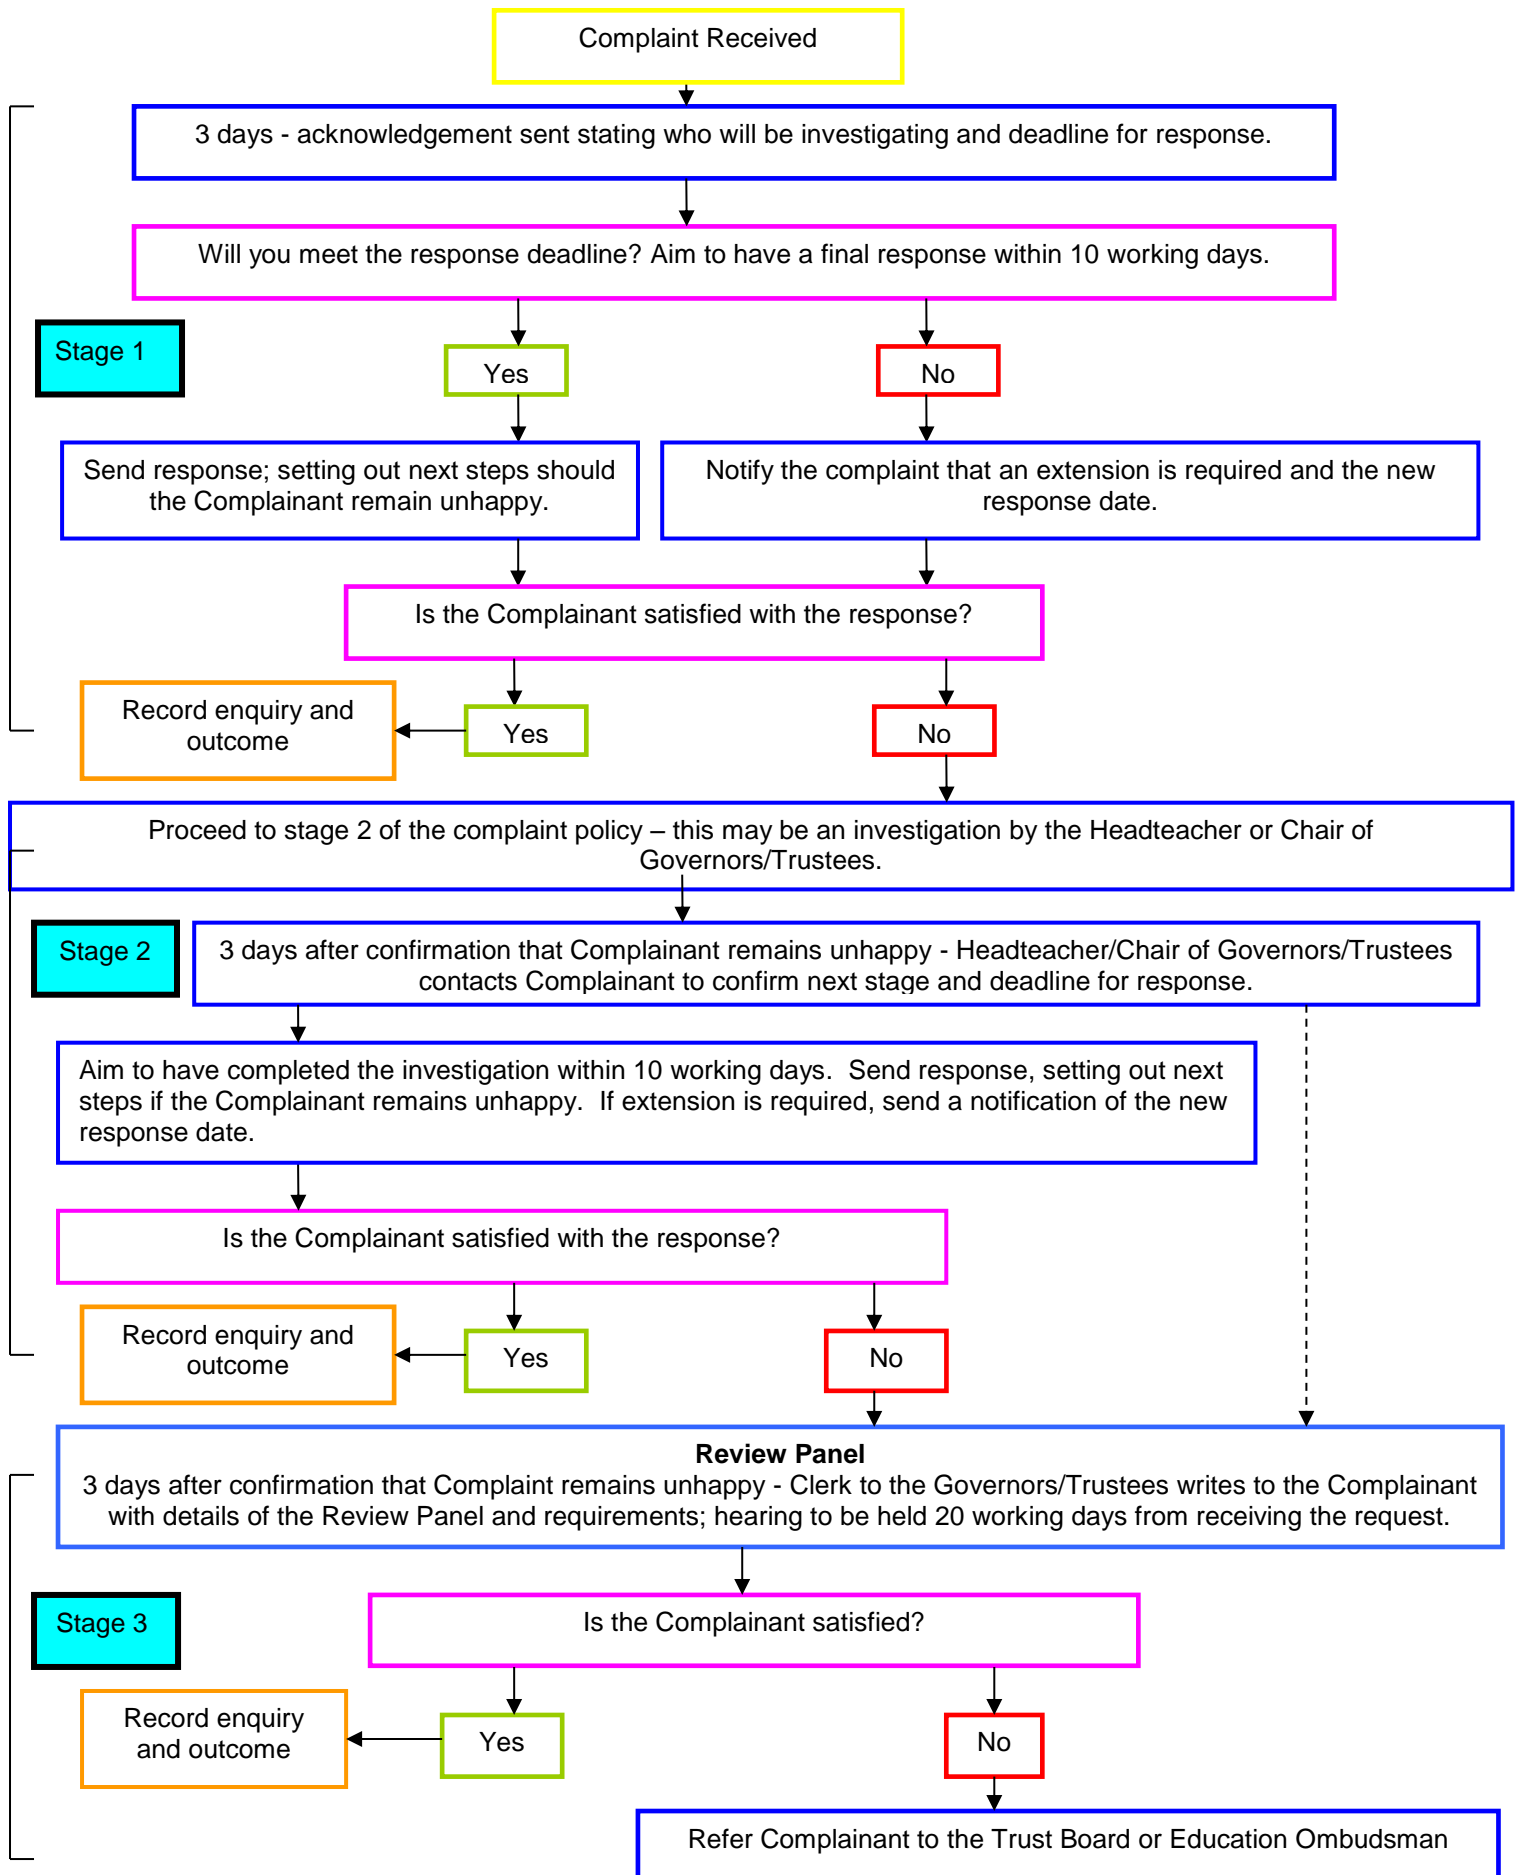 Complaint Received
3 days - acknowledgement sent stating who will be investigating and deadline for response.
Will you meet the response deadline? Aim to have a final response within 10 working days.
Stage 1
Yes
No
Send response; setting out next steps should
the Complainant remain unhappy.
Notify the complaint that an extension is required and the new
response date.
Is the Complainant satisfied with the response?
Record enquiry and
outcome
Yes
No
Proceed to stage 2 of the complaint policy – this may be an investigation by the Headteacher or Chair of
Governors/Trustees.
Stage 2
3 days after confirmation that Complainant remains unhappy - Headteacher/Chair of Governors/Trustees
contacts Complainant to confirm next stage and deadline for response.
Aim to have completed the investigation within 10 working days.  Send response, setting out next
steps if the Complainant remains unhappy.  If extension is required, send a notification of the new
response date.
Is the Complainant satisfied with the response?
Record enquiry and
outcome
Yes
No
Review Panel
3 days after confirmation that Complaint remains unhappy - Clerk to the Governors/Trustees writes to the Complainant
with details of the Review Panel and requirements; hearing to be held 20 working days from receiving the request.
Stage 3
Is the Complainant satisfied?
Record enquiry
and outcome
Yes
No
Refer Complainant to the Trust Board or Education Ombudsman